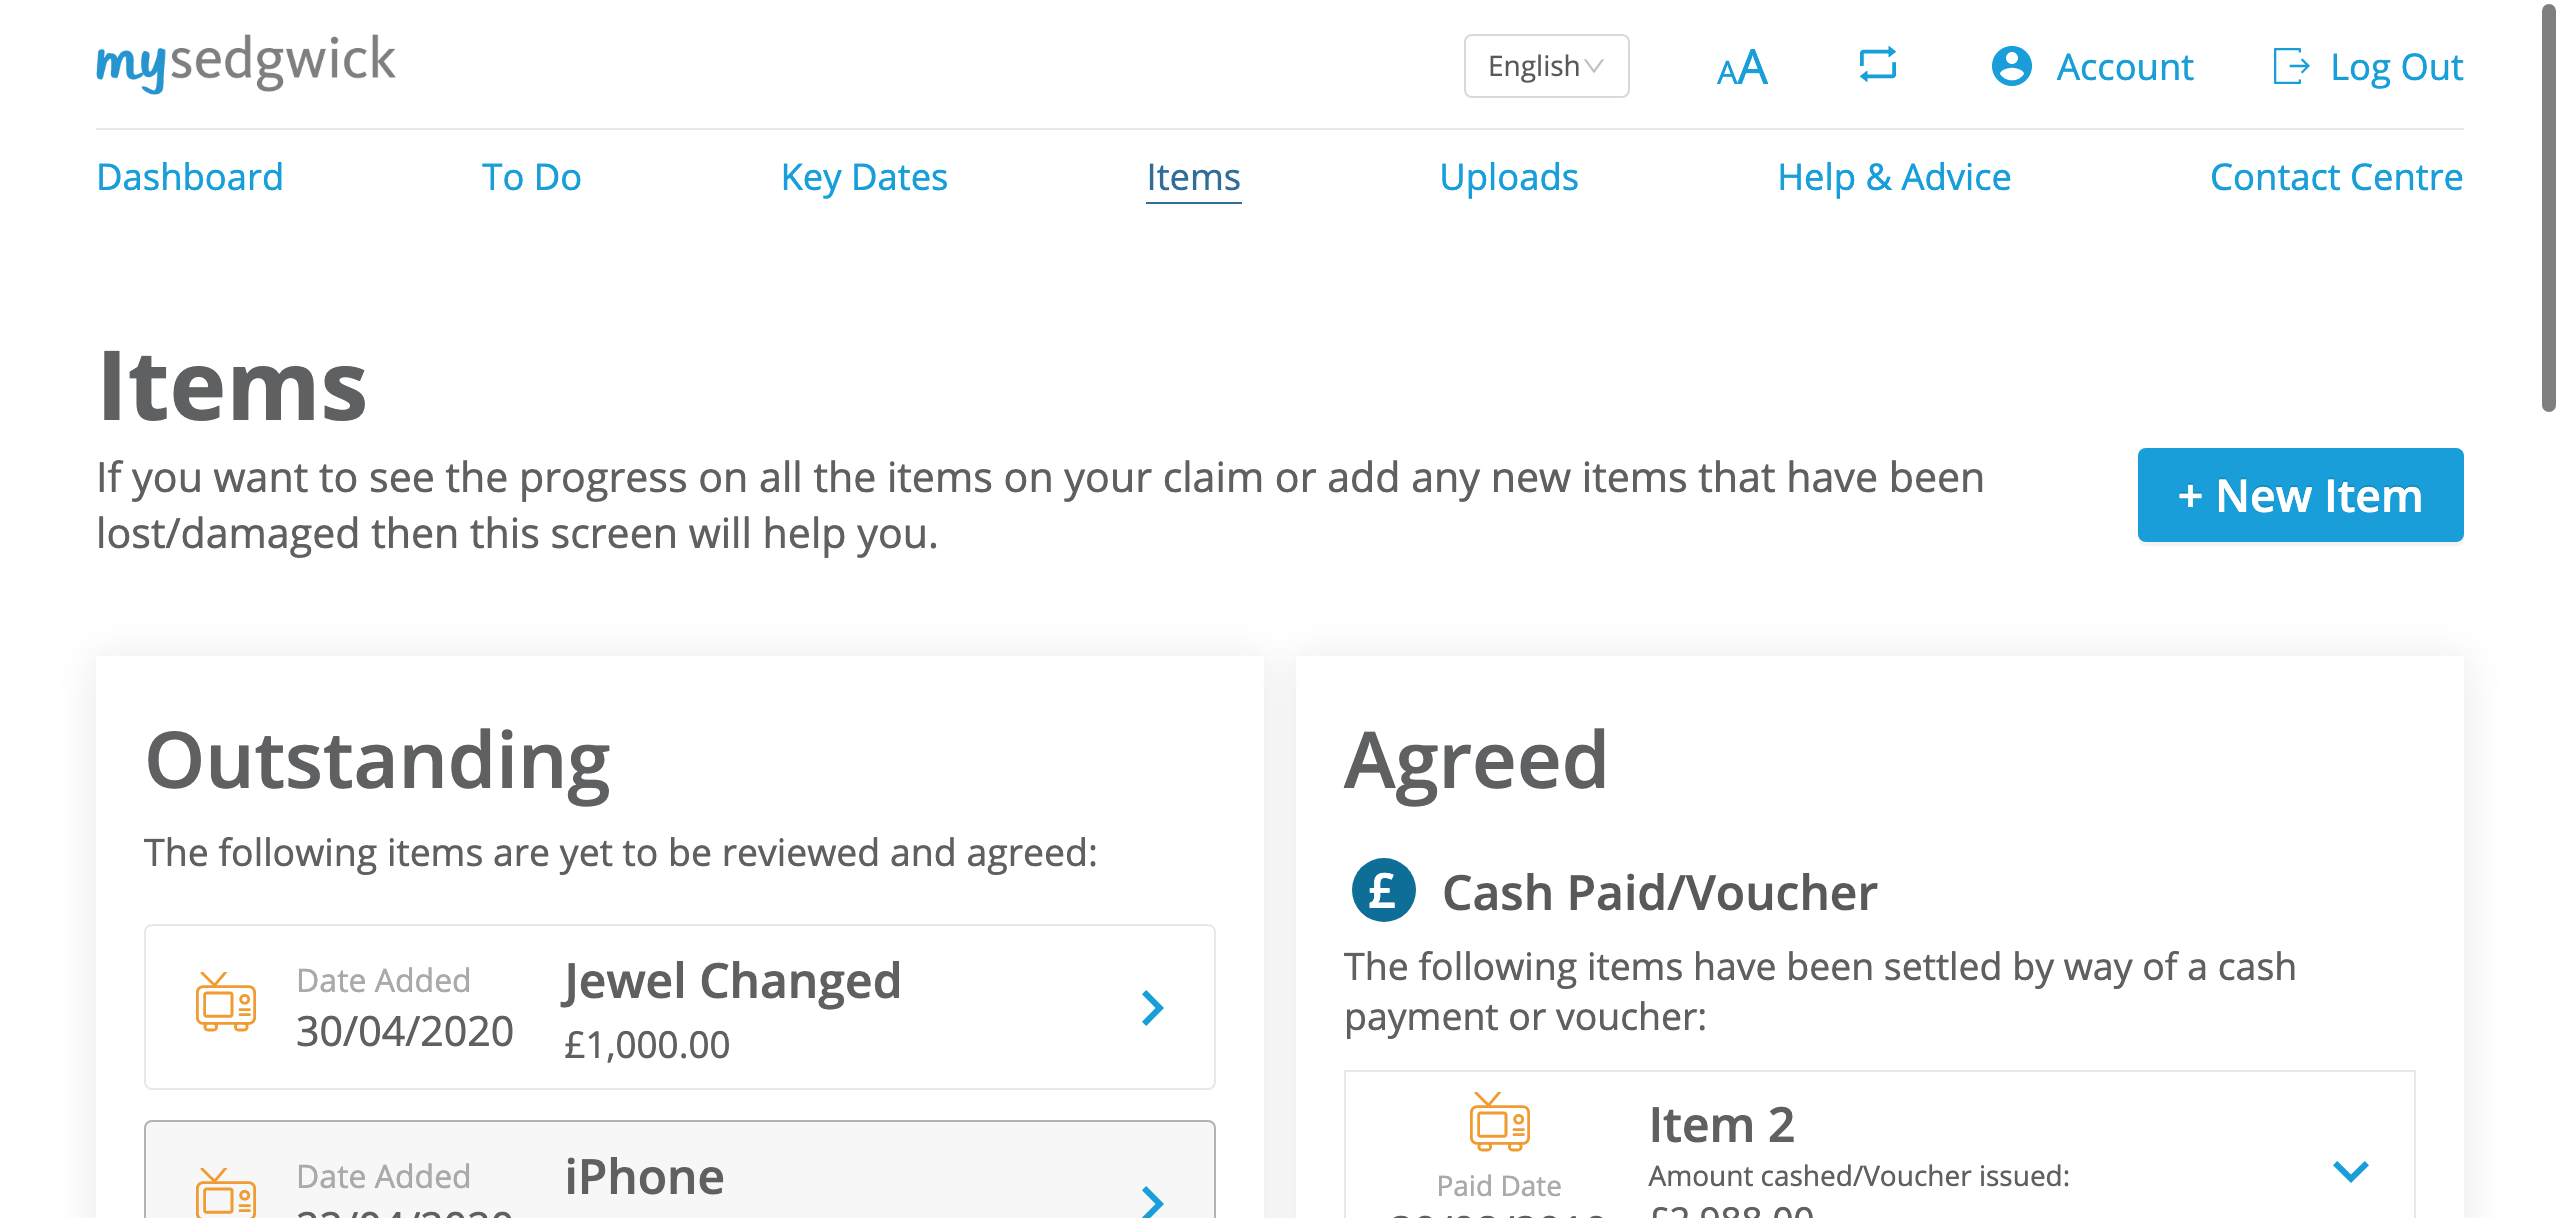 mysedgwick
English
AA
Account
Log Out
Dashboard
To Do
Key Dates
Items
Uploads
Help & Advice
Contact Centre
Items
If you want to see the progress on all the items on your claim or add any new items that have been
lost/damaged then this screen will help you.
+ New Item
Outstanding
The following items are yet to be reviewed and agreed:
Date Added
30/04/2020
Jewel Changed
£1,000.00
Date Added
iPhone
Agreed
£ Cash Paid/Voucher
The following items have been settled by way of a cash
payment or voucher:
Paid Date
Item 2
Amount cashed/Voucher issued:
£2,988.00